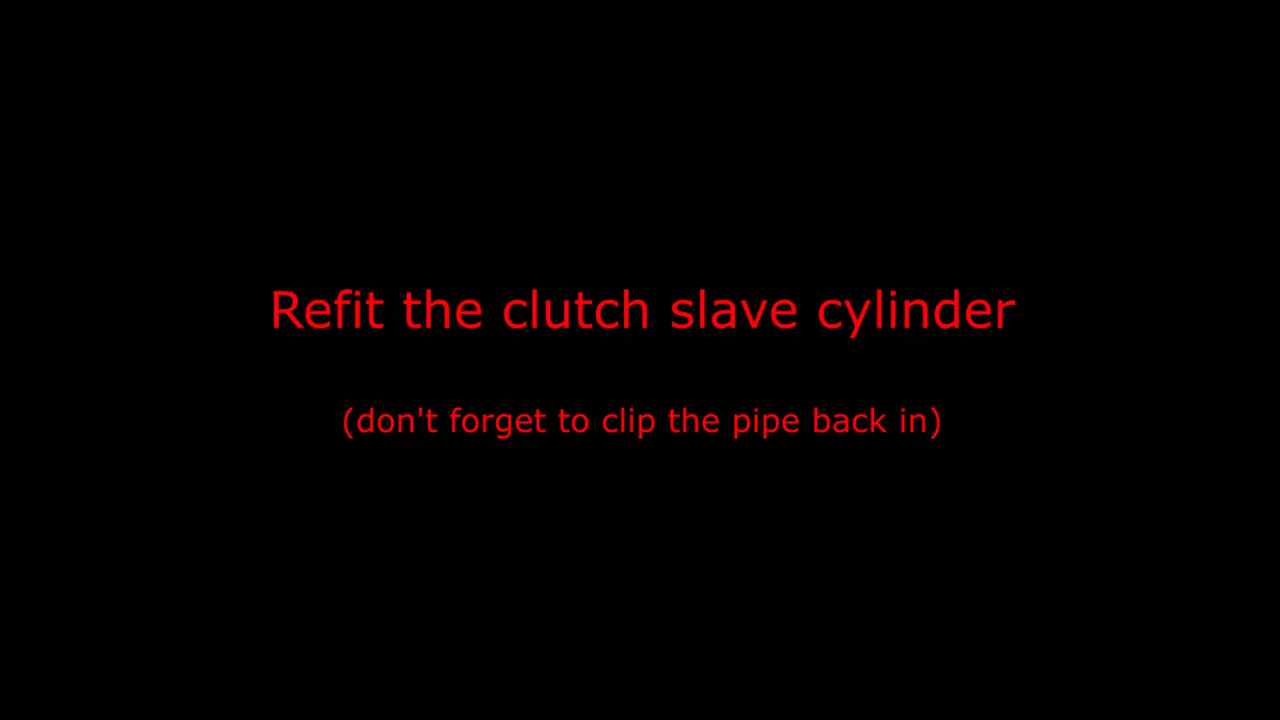 Refit the clutch slave cylinder
(don't forget to clip the pipe back in)